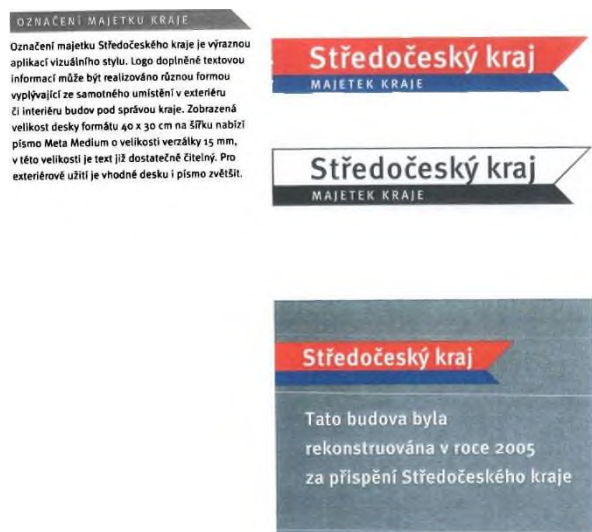 OZNAČENÍ MAJETKU KRAJE
Označení majetku Středočeského kraje je výraznou
aplikací vizuálního stylu. Logo doplněné textovou
informací může být realizováno různou formou
vyplývající ze samotného umístění v exteriéru
či interiéru budov pod správou kraje. Zobrazená
velikost desky formátu 40 x 30 cm na šířku nabízí
písmo Meta Medium o velikosti verzálky 15 mm,
v této velikosti je text již dostatečně čitelný. Pro
exteriérové užití je vhodné desku i písmo zvětšit.
Středočeský kraj
MAJETEK KRAJE
Středočeský kraj
MAJETEK KRAJE
Středočeský kraj
Tato budova byla
rekonstruována v roce 2005
za přispění Středočeského kraje